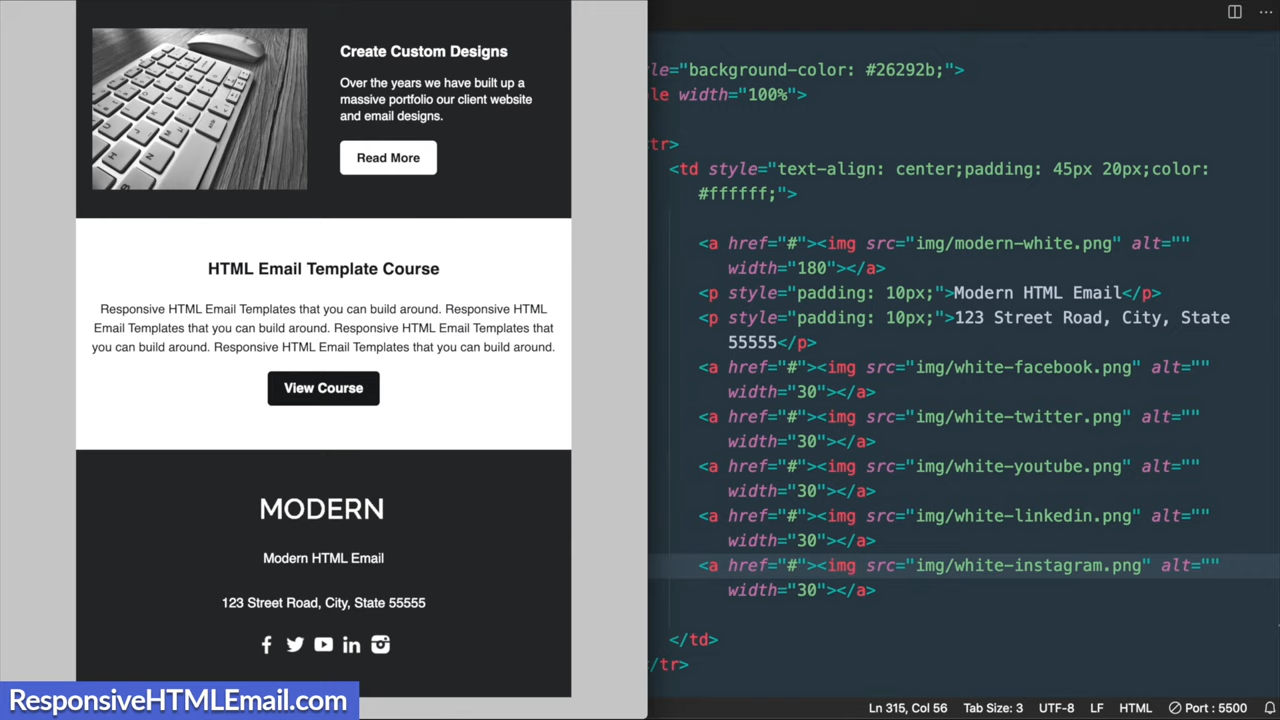 Create Custom Designs
Over the years we have built up a
massive portfolio our client website
and email designs.
Read More
HTML Email Template Course
Responsive HTML Email Templates that you can build around. Responsive HTML
Email Templates that you can build around. Responsive HTML Email Templates that
you can build around. Responsive HTML Email Templates that you can build around.
View Course
MODERN
Modern HTML Email
123 Street Road, City, State 55555
ResponsiveHTMLEmail.com
le="background-color: #26292b;">
le width="100%">
tr>
<td style="text-align: center;padding: 45px 20px;color:
#ffffff;">
<a href="#"><img src="img/modern-white.png" alt=""
width="180"></a>
<p style="padding: 10px;">Modern HTML Email</p>
<p style="padding: 10px;">123 Street Road, City, State
55555</p>
<a href="#"><img src="img/white-facebook.png" alt=""
width="30"></a>
<a href="#"><img src="img/white-twitter.png" alt=""
width="30"></a>
<a href="#"><img src="img/white-youtube.png" alt=""
width="30"></a>
<a href="#"><img src="img/white-linkedin.png" alt=""
width="30"></a>
<a href="#"><img src="img/white-instagram.png" alt=""
width="30"></a>
</td>
/tr>
Ln 315, Col 56 Tab Size: 3 UTF-8 LF HTML Port : 5500